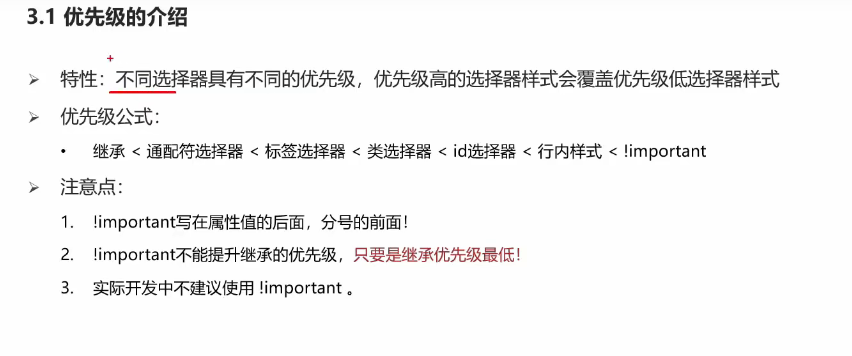 3.1 优先级的介绍
➢ 特性：不同选择器具有不同的优先级，优先级高的选择器样式会覆盖优先级低选择器样式
➢ 优先级公式：
• 继承 < 通配符选择器 < 标签选择器 < 类选择器 < id选择器 < 行内样式 < !important
➢ 注意点：
1. !important写在属性值的后面，分号的前面！
2. !important不能提升继承的优先级，只要是继承优先级最低！
3. 实际开发中不建议使用 !important 。